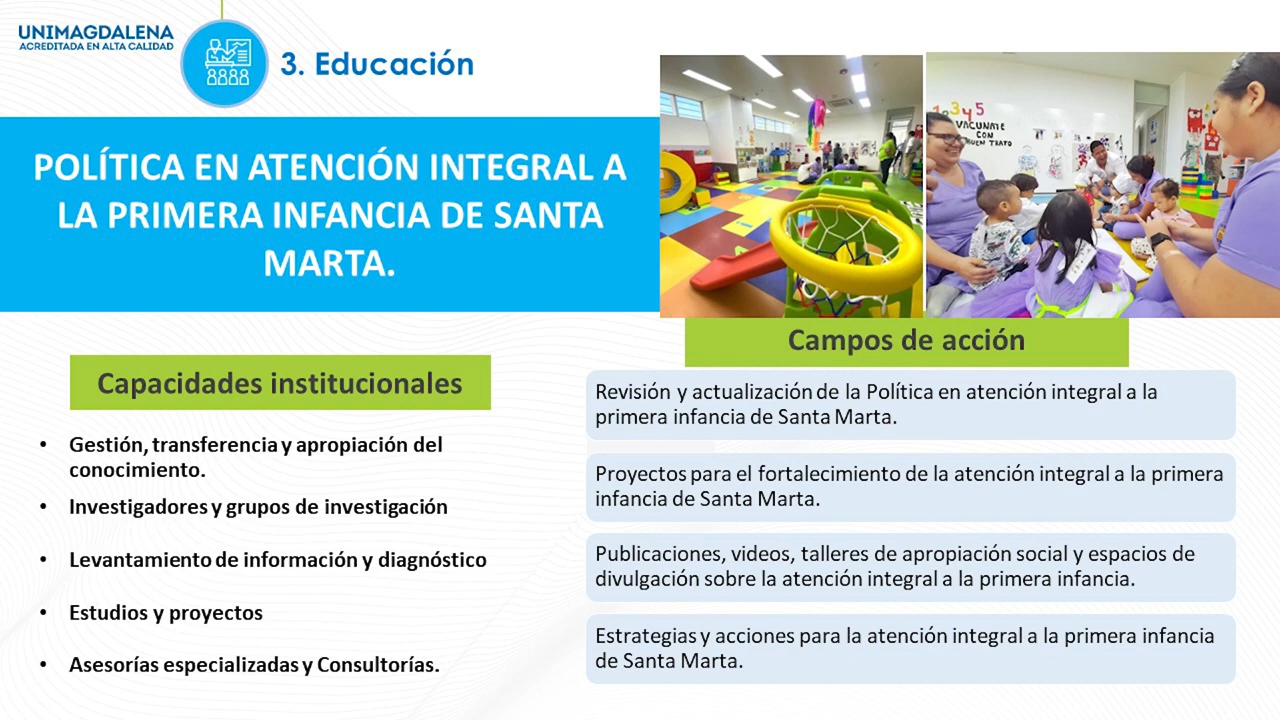 UNIMAGDALENA
ACREDITADA EN ALTA CALIDAD
3. Educación
POLÍTICA EN ATENCIÓN INTEGRAL A
LA PRIMERA INFANCIA DE SANTA
MARTA.
VACUNATE
CON
BUEN TRATO
Capacidades institucionales
• Gestión, transferencia y apropiación del
conocimiento.
• Investigadores y grupos de investigación
• Levantamiento de información y diagnóstico
• Estudios y proyectos
• Asesorías especializadas y Consultorías.
Campos de acción
Revisión y actualización de la Política en atención integral a la
primera infancia de Santa Marta.
Proyectos para el fortalecimiento de la atención integral a la primera
infancia de Santa Marta.
Publicaciones, videos, talleres de apropiación social y espacios de
divulgación sobre la atención integral a la primera infancia.
Estrategias y acciones para la atención integral a la primera infancia
de Santa Marta.